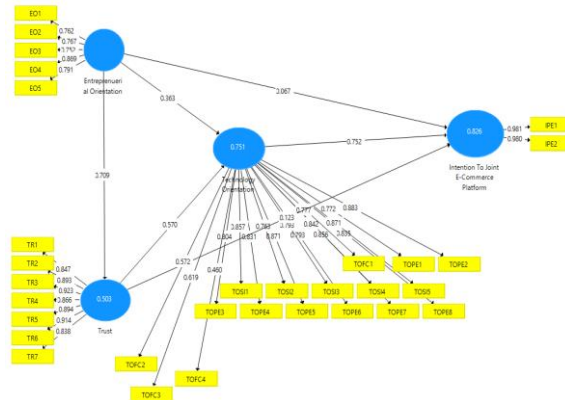 EO1
EO2
EO3
EO4
EO5
0.762
0.767
0.869
0.791
Entreprenueri
al Orientation
0.363
0.067
0.709
0.751
Technology
Orientation
0.752
0.826
Intention To Joint
E-Commerce
Platform
0.981
0.980
IPE1
IPE2
0.570
0.123
0.572
0.619
0.460
0.804
0.857
0.831
0.763
0.871
0.793
0.777
0.842
0.856
0.772
0.871
0.835
0.883
TR1
TR2
TR3
TR4
TR5
TR6
TR7
0.847
0.893
0.923
0.866
0.894
0.914
0.838
0.503
Trust
TOFC1
TOPE1
TOPE2
TOSI1
TOSI2
TOSI3
TOSI4
TOSI5
TOPE3
TOPE4
TOPE5
TOPE6
TOPE7
TOPE8
TOFC2
TOFC3
TOFC4